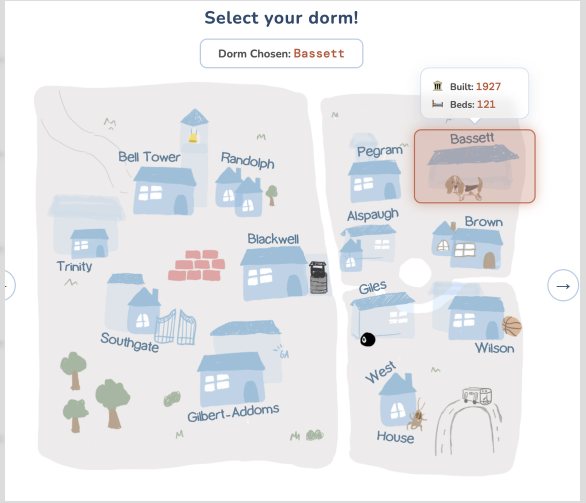 Select your dorm!
Dorm Chosen: Bassett
Built: 1927
Beds: 121
Bassett
Pegram
Bell Tower
Randolph
Alspaugh
Brown
Blackwell
Trinity
Giles
Southgate
GA
Wilson
West
House
Gilbert-Addoms